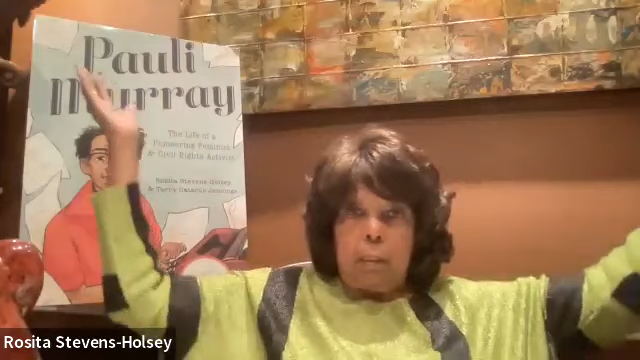 Pauli
Murray
The Life of a
Pioneering Feminist
& Civil Rights Activist
Rosita Stevens-Holsey
& Terry Catasús Jennings
Rosita Stevens-Holsey